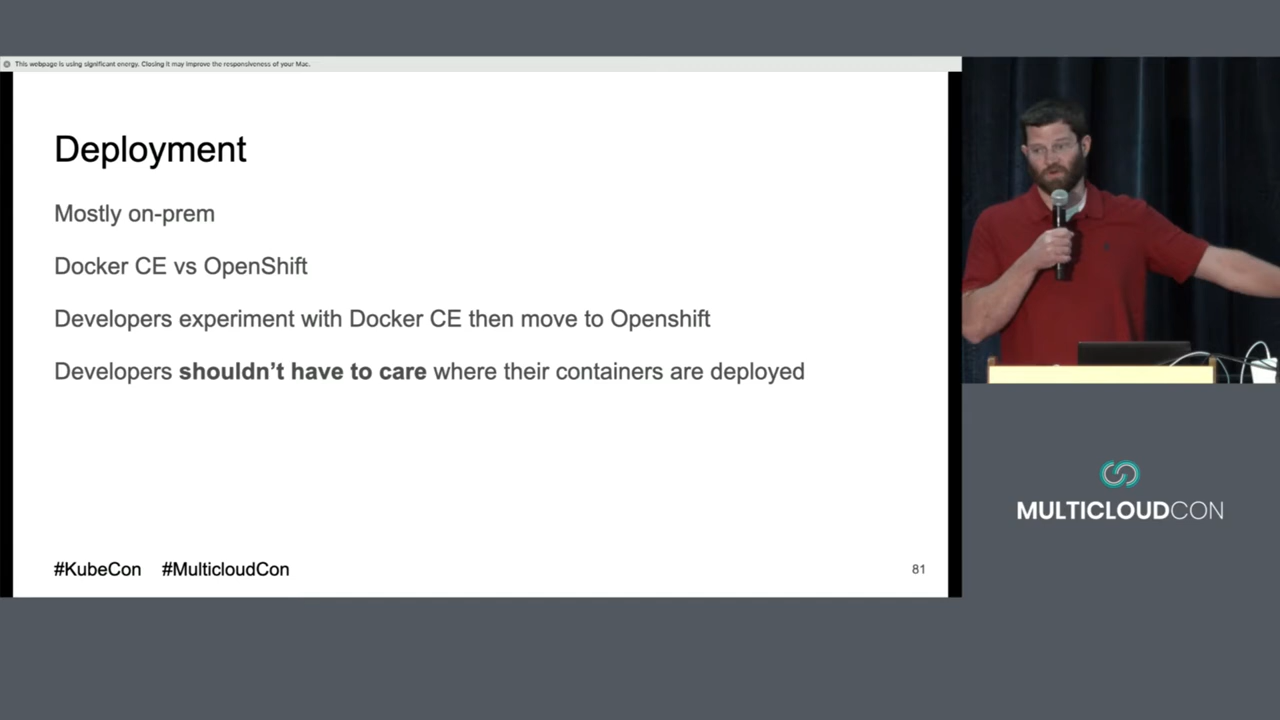 This webpage is using significant energy. Closing it may improve the responsiveness of your Mac.
Deployment
Mostly on-prem
Docker CE vs OpenShift
Developers experiment with Docker CE then move to Openshift
Developers shouldn't have to care where their containers are deployed
#KubeCon #MulticloudCon
81
MULTICLOUDCON